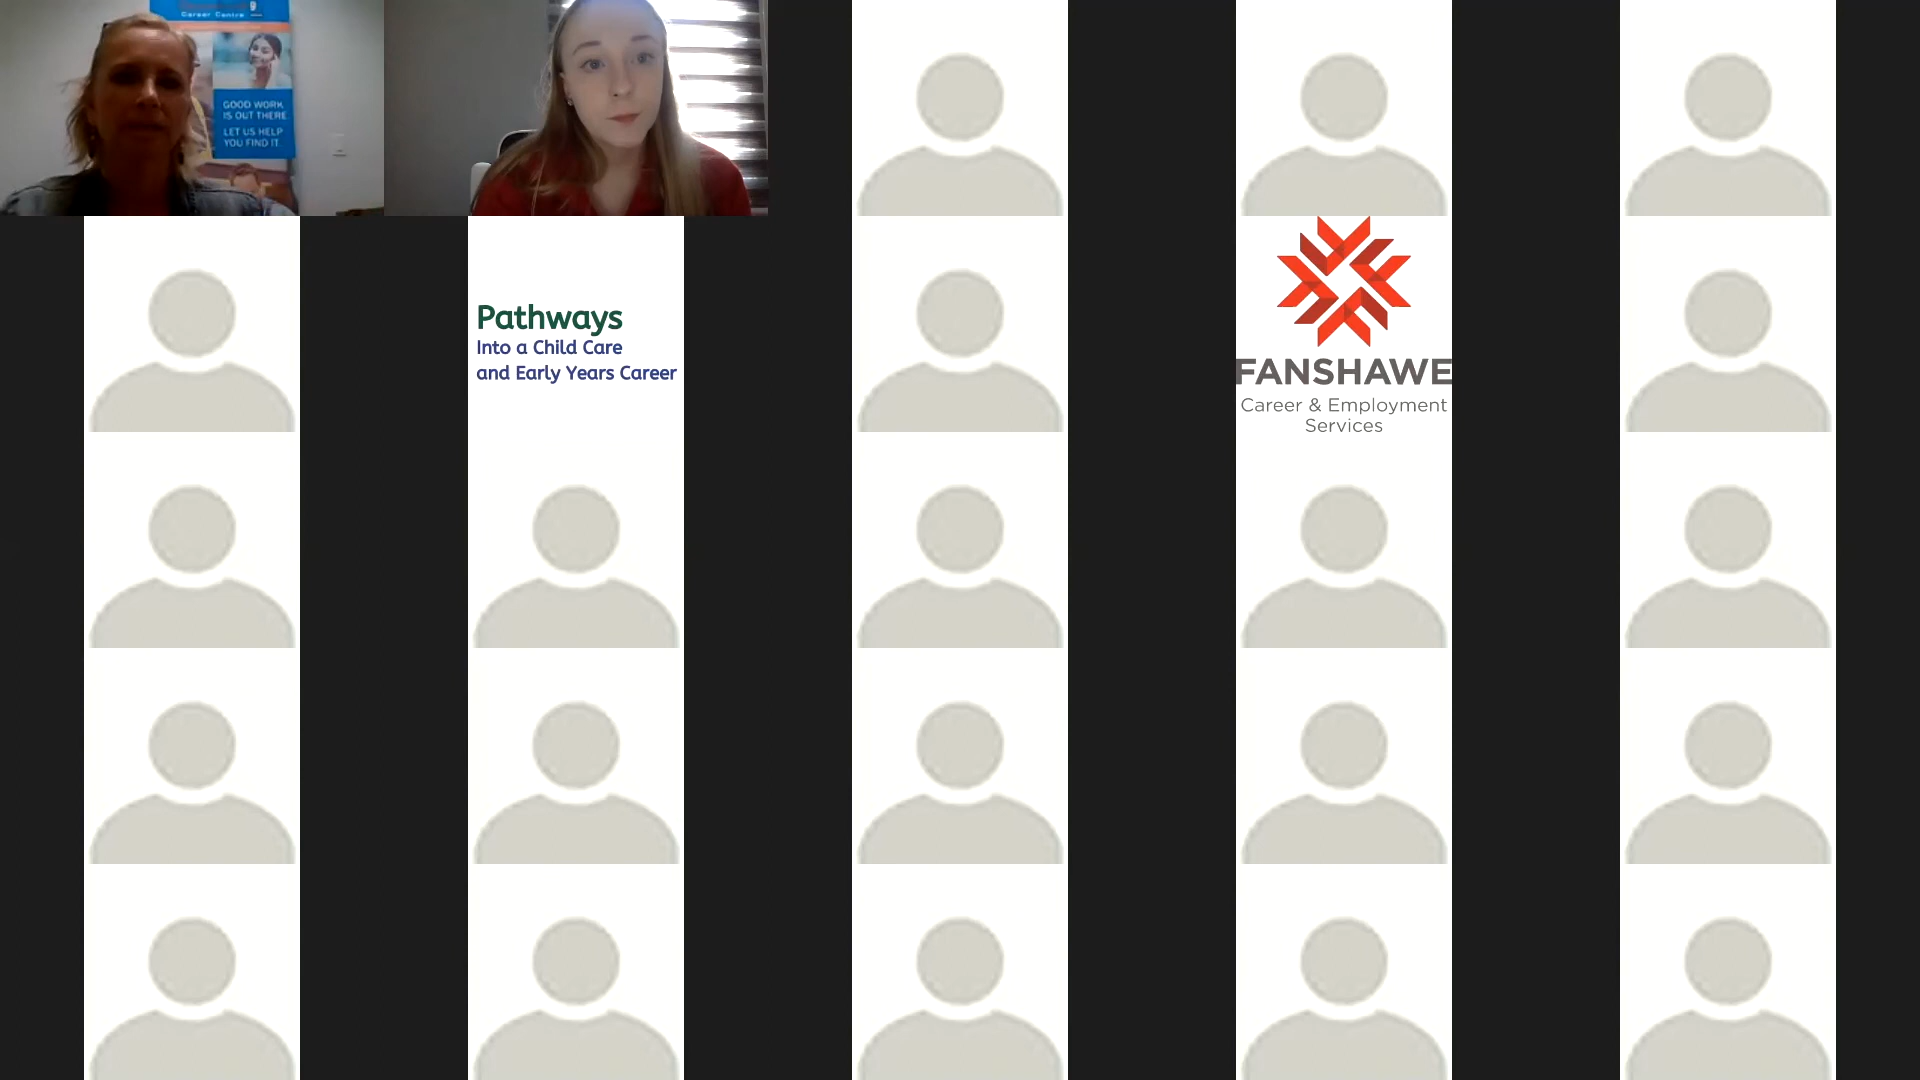 Career Centre
GOOD WORK
IS OUT THERE.
LET US HELP
YOU FIND IT.
Pathways
Into a Child Care
and Early Years Career
FANSHAWE
Career & Employment
Services